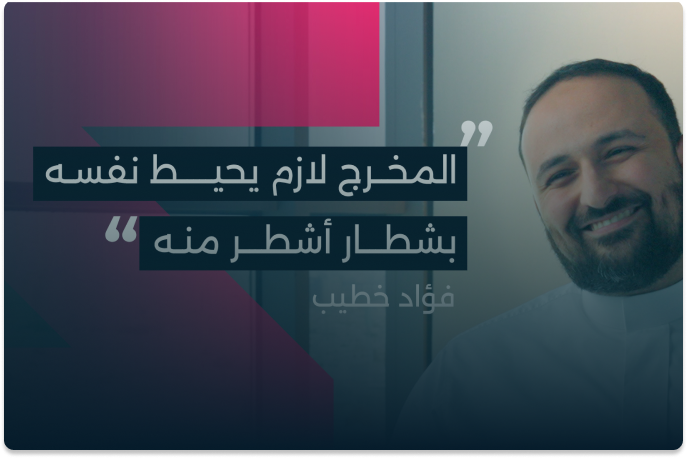 ”
المخرج لازم يحيط نفسه
بشطار أشطر منه “
فؤاد خطيب